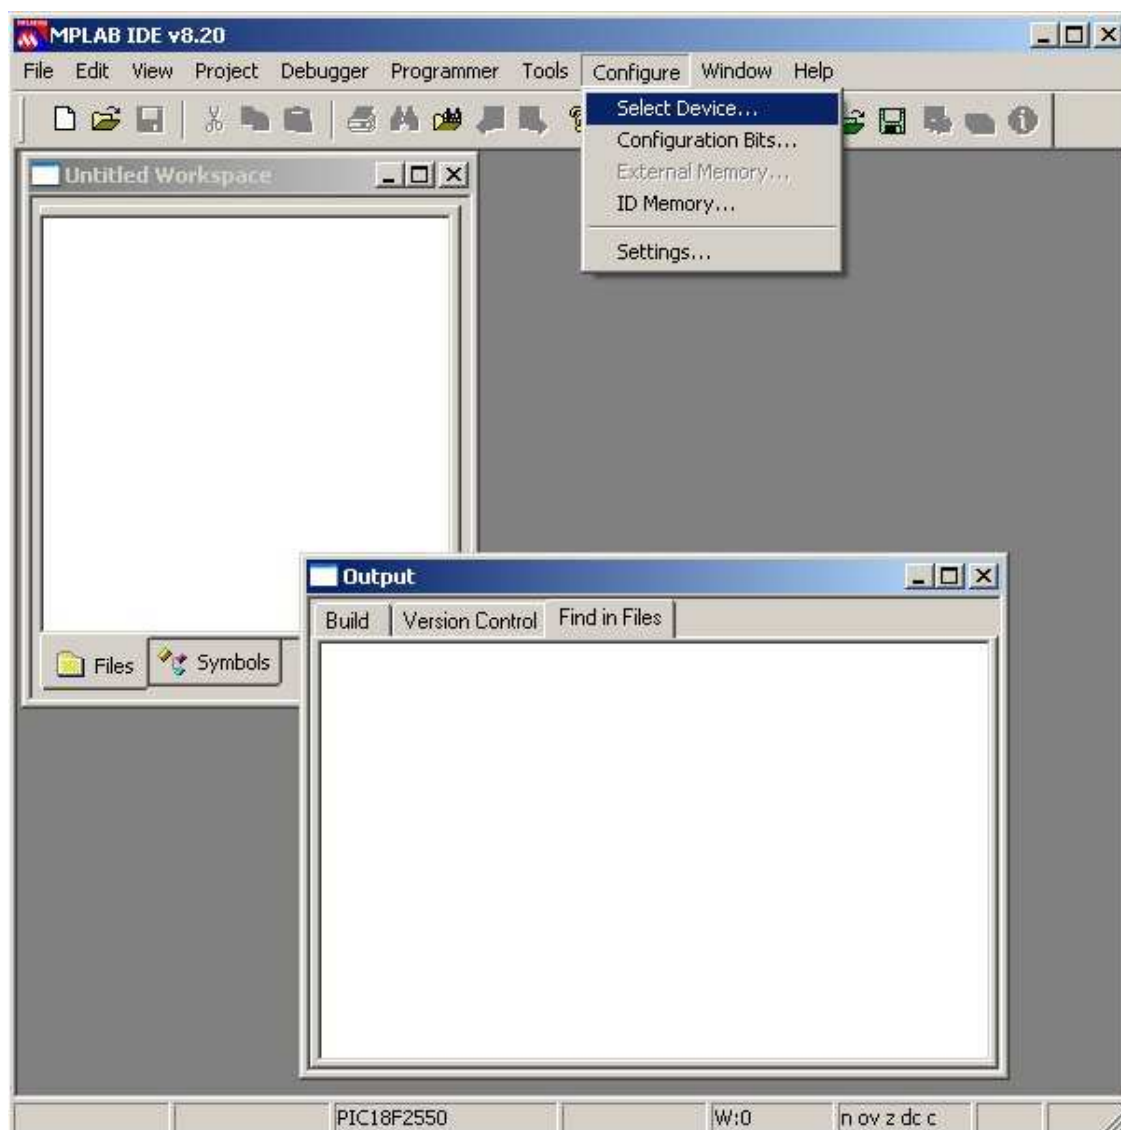 MPLAB IDE v8.20
File Edit View Project Debugger Programmer Tools Configure Window Help
Select Device...
Configuration Bits...
External Memory...
ID Memory...
Settings...
Untitled Workspace
Files Symbols
Output
Build Version Control Find in Files
PIC18F2550 W:0 n ov z dc c